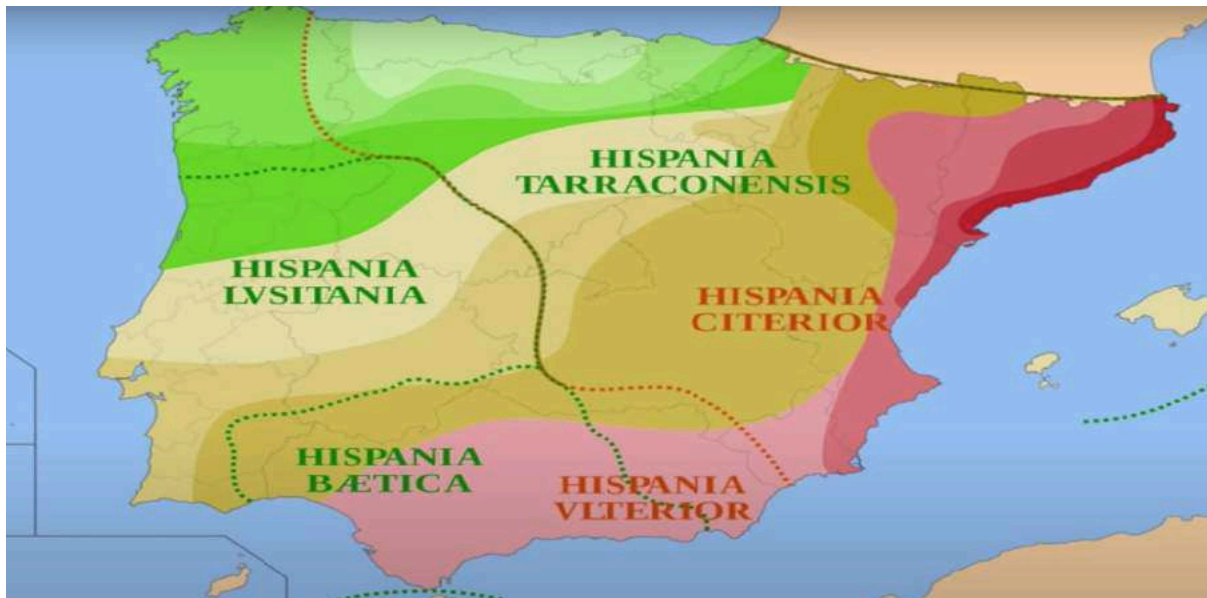 HISPANIA
TARRACONENSIS
HISPANIA
LVSITANIA
HISPANIA
CITERIOR
HISPANIA
BÆTICA
HISPANIA
VLTERIOR